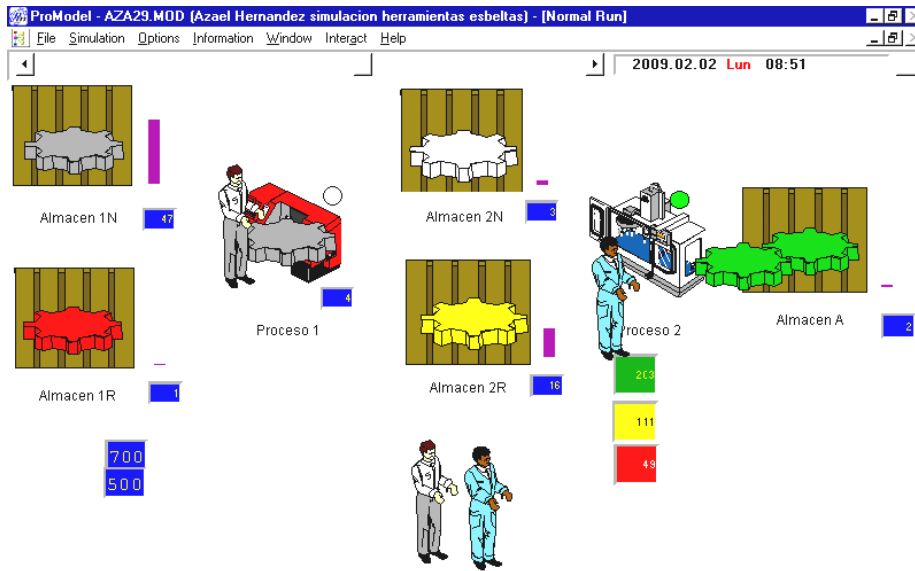 ProModel - AZA29.MOD (Azael Hernandez simulacion herramientas esbeltas) - [Normal Run]
File Simulation Options Information Window Interact Help
2009.02.02 Lun 08:51
Almacen 1N
47
Almacen 2N
3
Proceso 1
4
Proceso 2
Almacen A
2
Almacen 1R
1
Almacen 2R
16
203
111
49
700
500